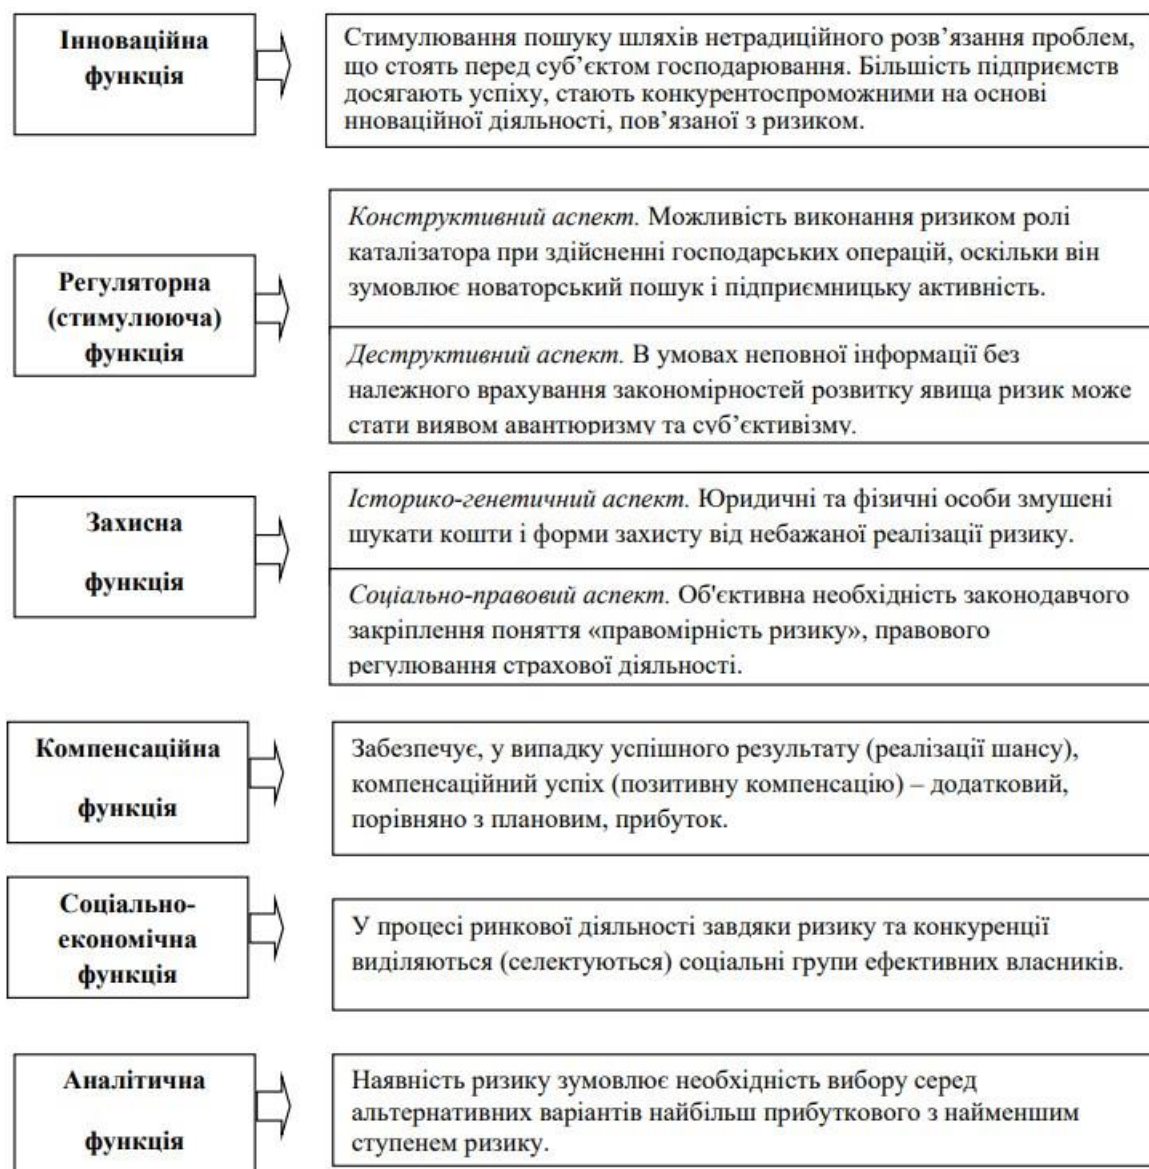 Інноваційна
функція
Стимулювання пошуку шляхів нетрадиційного розв’язання проблем,
що стоять перед суб’єктом господарювання. Більшість підприємств
досягають успіху, стають конкурентоспроможними на основі
нноваційної діяльності, пов’язаної з ризиком.
Регуляторна
(стимулююча)
функція
Конструктивний аспект. Можливість виконання ризиком ролі
каталізатора при здійсненні господарських операцій, оскільки він
зумовлює новаторський пошук і підприємницьку активність.
Деструктивний аспект. В умовах неповної інформації без
належного врахування закономірностей розвитку явища ризик може
стати виявом авантюризму та суб’єктивізму.
Захисна
функція
Історико-генетичний аспект. Юридичні та фізичні особи змушені
шукати кошти і форми захисту від небажаної реалізації ризику.
Соціально-правовий аспект. Об'єктивна необхідність законодавчого
закріплення поняття «правомірність ризику», правового
регулювання страхової діяльності.
Компенсаційна
функція
Забезпечує, у випадку успішного результату (реалізації шансу),
компенсаційний успіх (позитивну компенсацію) – додатковий,
порівняно з плановим, прибуток.
Соціально-
економічна
функція
У процесі ринкової діяльності завдяки ризику та конкуренції
виділяються (селектуються) соціальні групи ефективних власників.
Аналітична
функція
Наявність ризику зумовлює необхідність вибору серед
альтернативних варіантів найбільш прибуткового з найменшим
ступенем ризику.